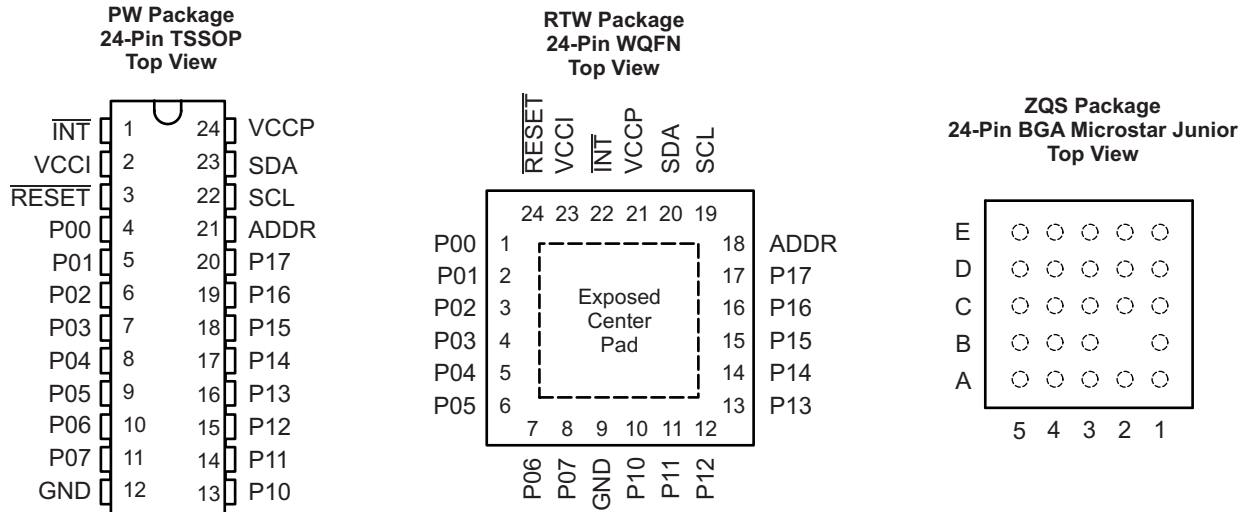 PW Package
24-Pin TSSOP
Top View
INT 1 24 VCCP
VCCI 2 23 SDA
RESET 3 22 SCL
P00 4 21 ADDR
P01 5 20 P17
P02 6 19 P16
P03 7 18 P15
P04 8 17 P14
P05 9 16 P13
P06 10 15 P12
P07 11 14 P11
GND 12 13 P10
RTW Package
24-Pin WQFN
Top View
RESET VCCI INT VCCP SDA SCL
24 23 22 21 20 19
P00 1 18 ADDR
P01 2 17 P17
P02 3 16 P16
P03 4 15 P15
P04 5 14 P14
P05 6 13 P13
Exposed
Center
Pad
7 8 9 10 11 12
P06 P07 GND P10 P11 P12
ZQS Package
24-Pin BGA Microstar Junior
Top View
E
D
C
B
A
5 4 3 2 1